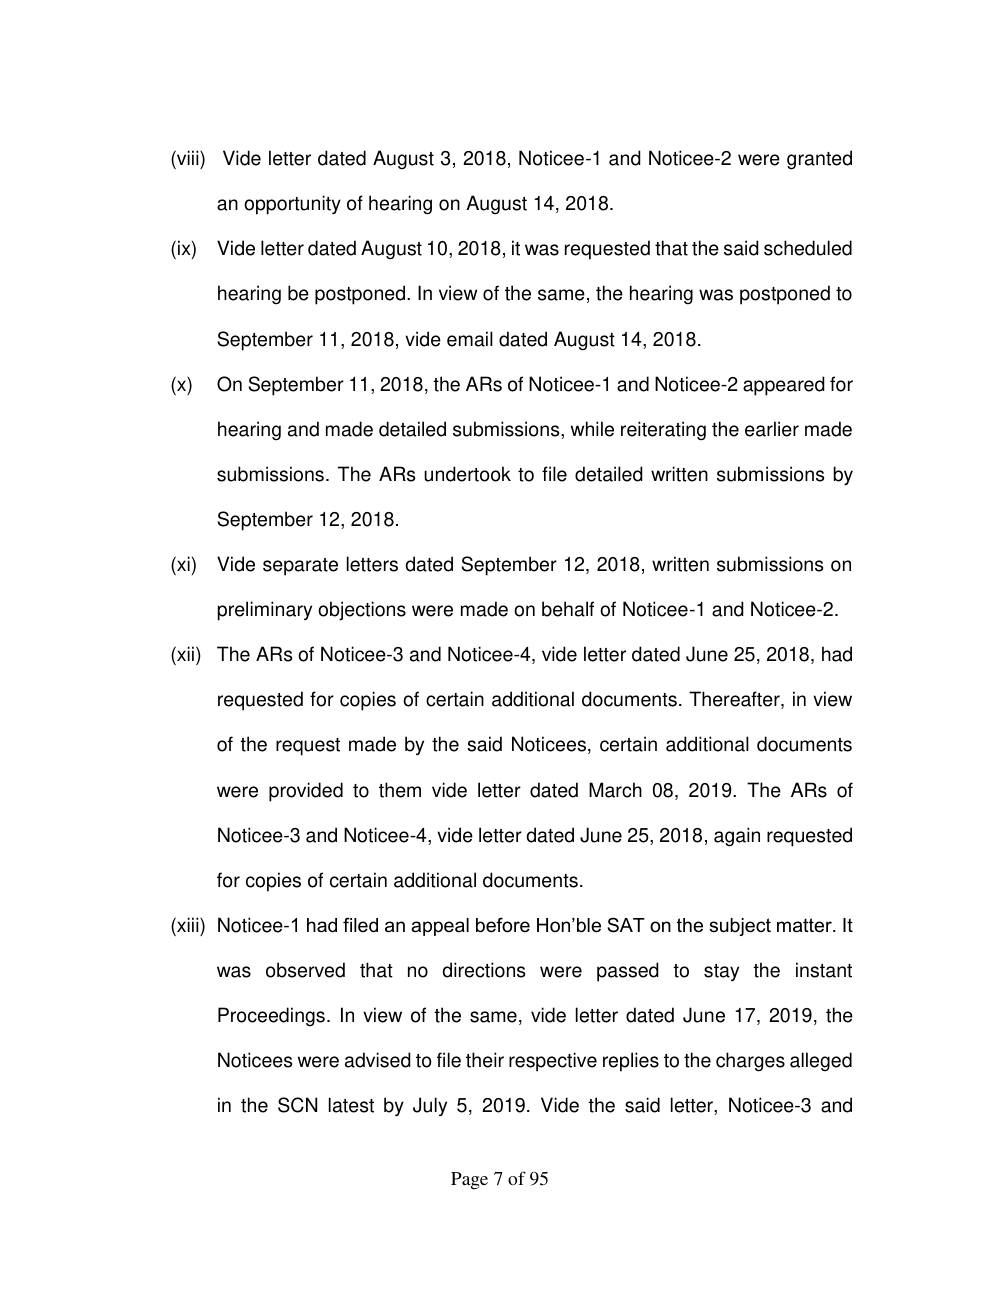 (viii) Vide letter dated August 3, 2018, Noticee-1 and Noticee-2 were granted
an opportunity of hearing on August 14, 2018.
(ix) Vide letter dated August 10, 2018, it was requested that the said scheduled
hearing be postponed. In view of the same, the hearing was postponed to
September 11, 2018, vide email dated August 14, 2018.
(x) On September 11, 2018, the ARs of Noticee-1 and Noticee-2 appeared for
hearing and made detailed submissions, while reiterating the earlier made
submissions. The ARs undertook to file detailed written submissions by
September 12, 2018.
(xi) Vide separate letters dated September 12, 2018, written submissions on
preliminary objections were made on behalf of Noticee-1 and Noticee-2.
(xii) The ARs of Noticee-3 and Noticee-4, vide letter dated June 25, 2018, had
requested for copies of certain additional documents. Thereafter, in view
of the request made by the said Noticees, certain additional documents
were provided to them vide letter dated March 08, 2019. The ARs of
Noticee-3 and Noticee-4, vide letter dated June 25, 2018, again requested
for copies of certain additional documents.
(xiii) Noticee-1 had filed an appeal before Hon’ble SAT on the subject matter. It
was observed that no directions were passed to stay the instant
Proceedings. In view of the same, vide letter dated June 17, 2019, the
Noticees were advised to file their respective replies to the charges alleged
in the SCN latest by July 5, 2019. Vide the said letter, Noticee-3 and
Page 7 of 95